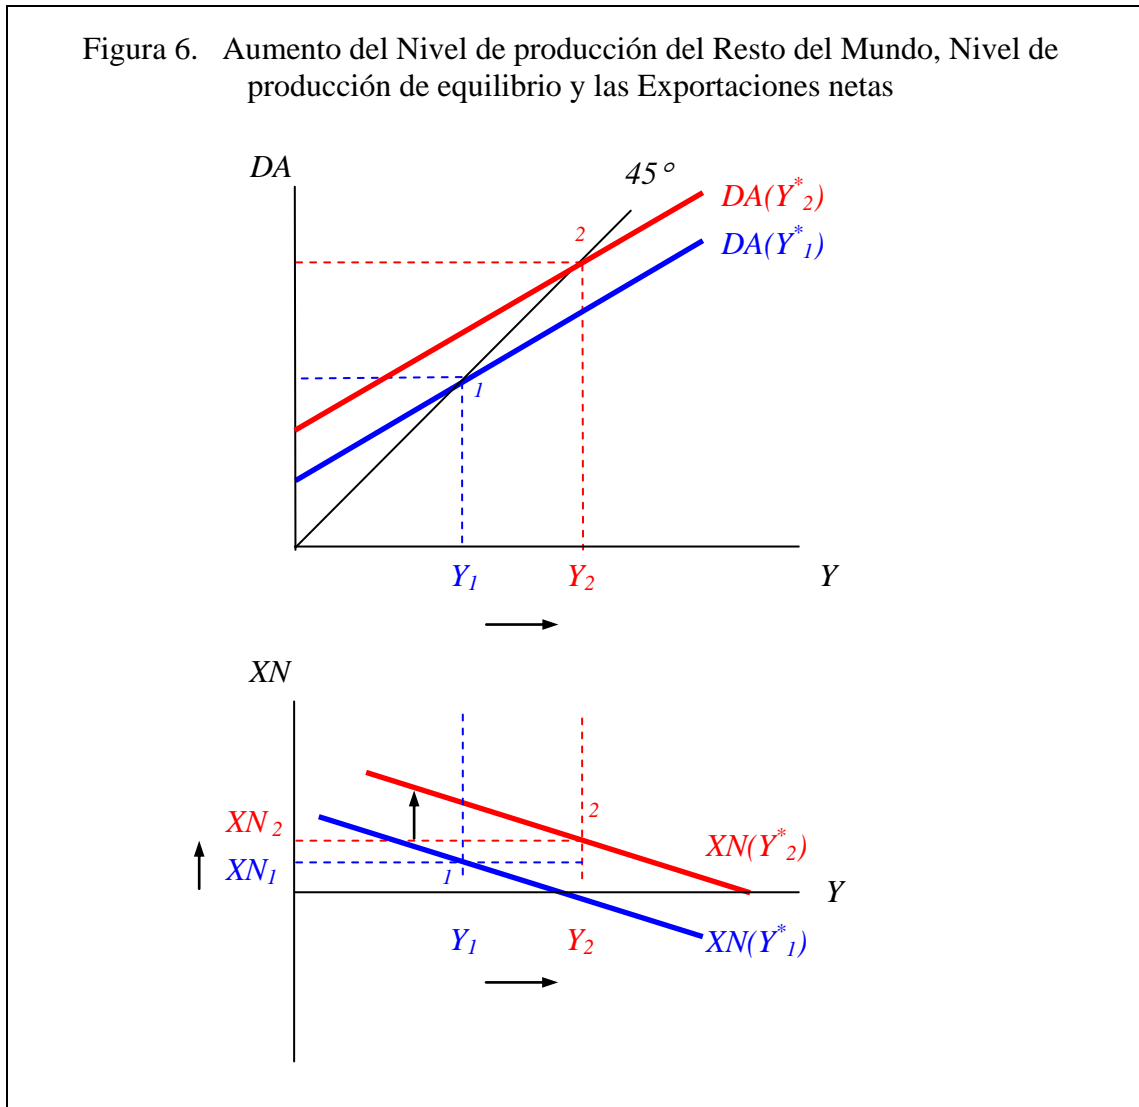 Figura 6. Aumento del Nivel de producción del Resto del Mundo, Nivel de
producción de equilibrio y las Exportaciones netas
DA
45°
DA(Y*2)
2
DA(Y*1)
1
Y1
Y2
Y
XN
2
XN2
XN(Y*2)
XN1
1
Y
Y1
Y2
XN(Y*1)